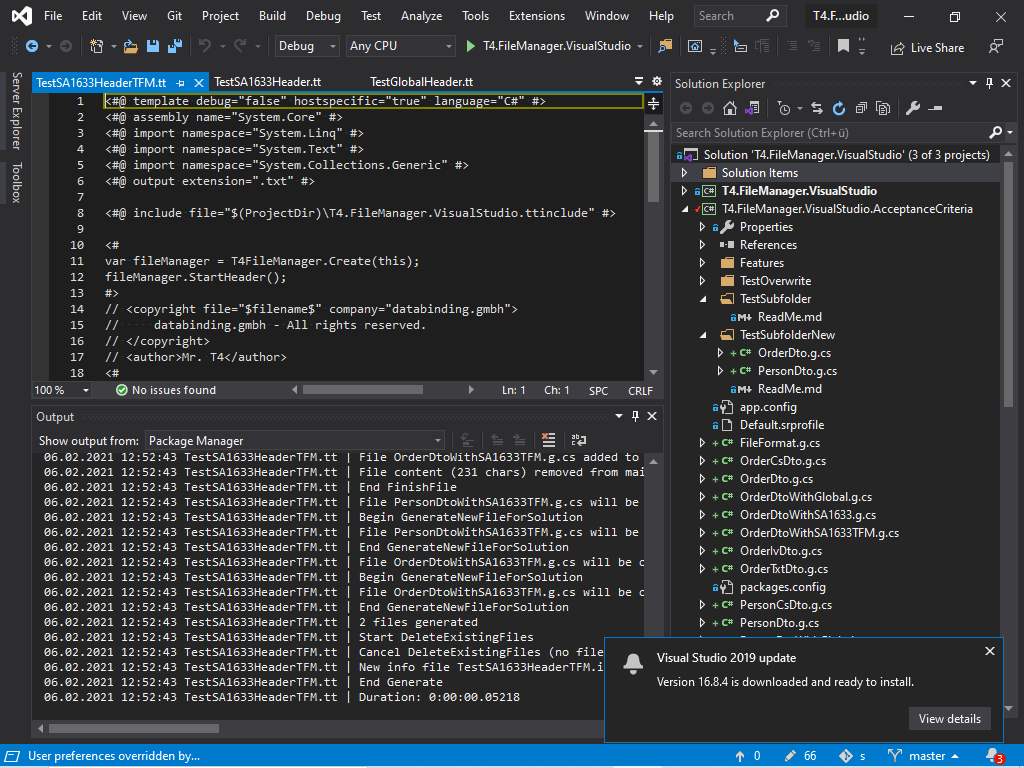 File Edit View Git Project Build Debug Test Analyze Tools Extensions Window Help Search T4.F...udio
Debug Any CPU T4.FileManager.VisualStudio Live Share
Server Explorer
Toolbox
TestSA1633HeaderTFM.tt TestSA1633Header.tt TestGlobalHeader.tt
1 <#@ template debug="false" hostspecific="true" language="C#" #>
2 <#@ assembly name="System.Core" #>
3 <#@ import namespace="System.Linq" #>
4 <#@ import namespace="System.Text" #>
5 <#@ import namespace="System.Collections.Generic" #>
6 <#@ output extension=".txt" #>
7
8 <#@ include file="$(ProjectDir)\T4.FileManager.VisualStudio.ttinclude" #>
9
10 <#
11 var fileManager = T4FileManager.Create(this);
12 fileManager.StartHeader();
13 #>
14 // <copyright file="$filename$" company="databinding.gmbh">
15 //     databinding.gmbh - All rights reserved.
16 // </copyright>
17 // <author>Mr. T4</author>
18 <#
100 % No issues found Ln: 1 Ch: 1 SPC CRLF
Output
Show output from: Package Manager
06.02.2021 12:52:43 TestSA1633HeaderTFM.tt | File OrderDtoWithSA1633TFM.g.cs added to
06.02.2021 12:52:43 TestSA1633HeaderTFM.tt | File content (231 chars) removed from mai
06.02.2021 12:52:43 TestSA1633HeaderTFM.tt | End FinishFile
06.02.2021 12:52:43 TestSA1633HeaderTFM.tt | File PersonDtoWithSA1633TFM.g.cs will be
06.02.2021 12:52:43 TestSA1633HeaderTFM.tt | Begin GenerateNewFileForSolution
06.02.2021 12:52:43 TestSA1633HeaderTFM.tt | File PersonDtoWithSA1633TFM.g.cs will be
06.02.2021 12:52:43 TestSA1633HeaderTFM.tt | End GenerateNewFileForSolution
06.02.2021 12:52:43 TestSA1633HeaderTFM.tt | File OrderDtoWithSA1633TFM.g.cs will be c
06.02.2021 12:52:43 TestSA1633HeaderTFM.tt | Begin GenerateNewFileForSolution
06.02.2021 12:52:43 TestSA1633HeaderTFM.tt | File OrderDtoWithSA1633TFM.g.cs will be c
06.02.2021 12:52:43 TestSA1633HeaderTFM.tt | End GenerateNewFileForSolution
06.02.2021 12:52:43 TestSA1633HeaderTFM.tt | 2 files generated
06.02.2021 12:52:43 TestSA1633HeaderTFM.tt | Start DeleteExistingFiles
06.02.2021 12:52:43 TestSA1633HeaderTFM.tt | Cancel DeleteExistingFiles (no file
06.02.2021 12:52:43 TestSA1633HeaderTFM.tt | New info file TestSA1633HeaderTFM.i
06.02.2021 12:52:43 TestSA1633HeaderTFM.tt | End Generate
06.02.2021 12:52:43 TestSA1633HeaderTFM.tt | Duration: 0:00:00.05218
Solution Explorer
Search Solution Explorer (Ctrl+ü)
Solution 'T4.FileManager.VisualStudio' (3 of 3 projects)
Solution Items
C# T4.FileManager.VisualStudio
C# T4.FileManager.VisualStudio.AcceptanceCriteria
Properties
References
Features
TestOverwrite
TestSubfolder
M↓ ReadMe.md
TestSubfolderNew
+ C# OrderDto.g.cs
+ C# PersonDto.g.cs
M↓ ReadMe.md
app.config
Default.srprofile
+ C# FileFormat.g.cs
+ C# OrderCsDto.g.cs
+ C# OrderDto.g.cs
+ C# OrderDtoWithGlobal.g.cs
+ C# OrderDtoWithSA1633.g.cs
+ C# OrderDtoWithSA1633TFM.g.cs
+ C# OrderIvDto.g.cs
+ C# OrderTxtDto.g.cs
packages.config
+ C# PersonCsDto.g.cs
+ C# PersonDto.g.cs
Visual Studio 2019 update
Version 16.8.4 is downloaded and ready to install.
View details
User preferences overridden by... 0 66 s master 3